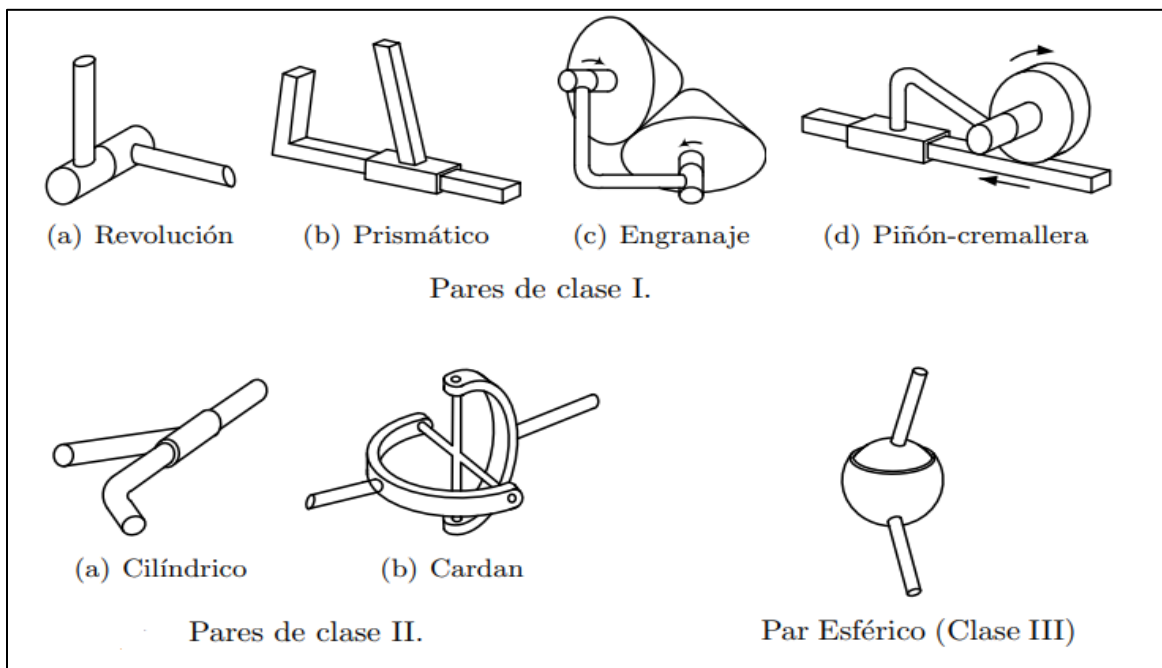 (a) Revolución (b) Prismático (c) Engranaje (d) Piñón-cremallera
Pares de clase I.
(a) Cilíndrico (b) Cardan
Pares de clase II.
Par Esférico (Clase III)